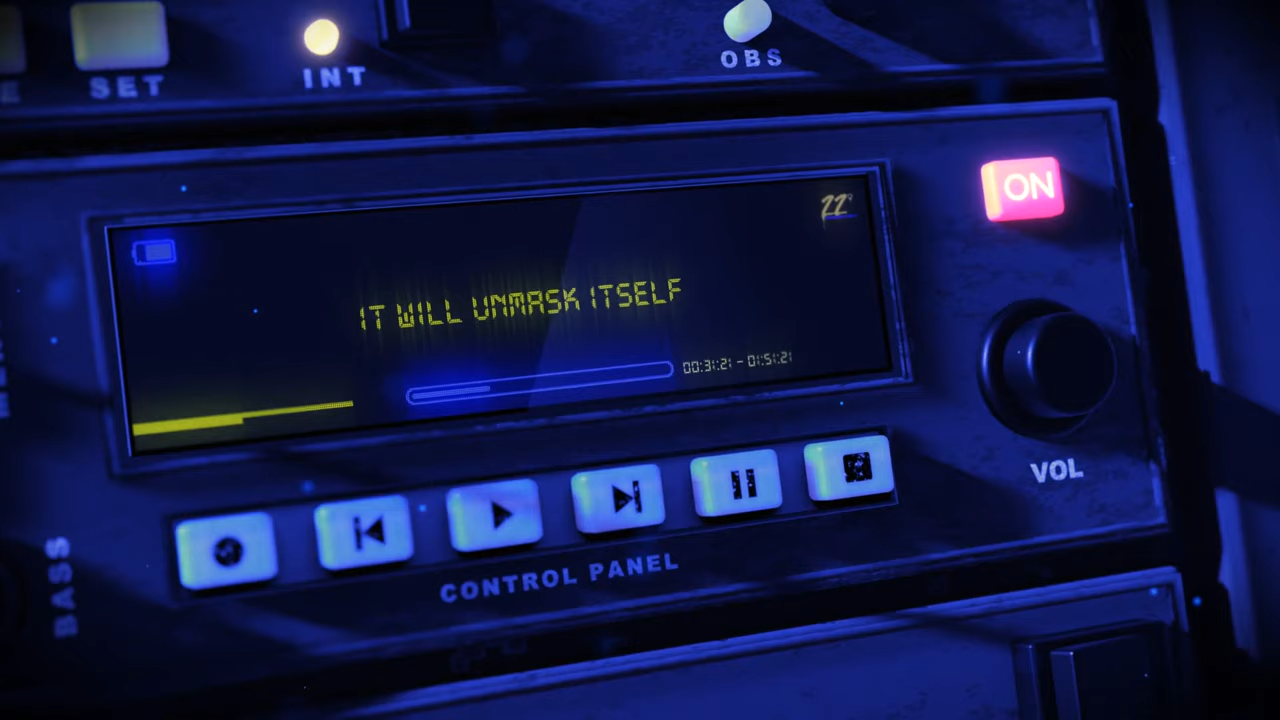 SET
INT
OBS
ON
22°
IT WILL UNMASK ITSELF
00:31:21 - 01:51:21
VOL
CONTROL PANEL
BASS